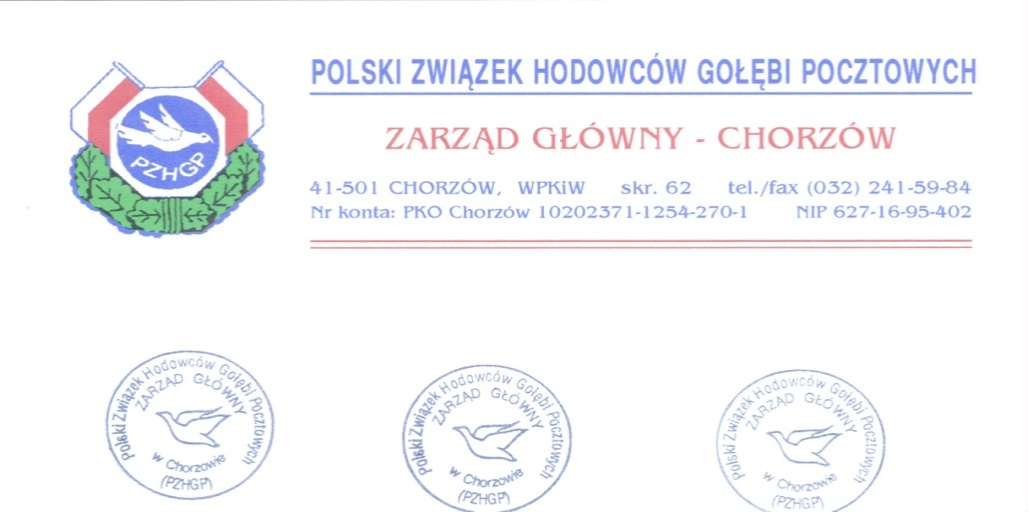 PZHGP
POLSKI ZWIĄZEK HODOWCÓW GOŁĘBI POCZTOWYCH
ZARZĄD GŁÓWNY - CHORZÓW
41-501 CHORZÓW, WPKiW skr. 62 tel./fax (032) 241-59-84
Nr konta: PKO Chorzów 10202371-1254-270-1 NIP 627-16-95-402
Polski Związek Hodowców Gołębi Pocztowych
ZARZĄD GŁÓWNY
w Chorzowie
(PZHGP)
Polski Związek Hodowców Gołębi Pocztowych
ZARZĄD GŁÓWNY
w Chorzowie
(PZHGP)
Polski Związek Hodowców Gołębi Pocztowych
ZARZĄD GŁÓWNY
w Chorzowie
(PZHGP)